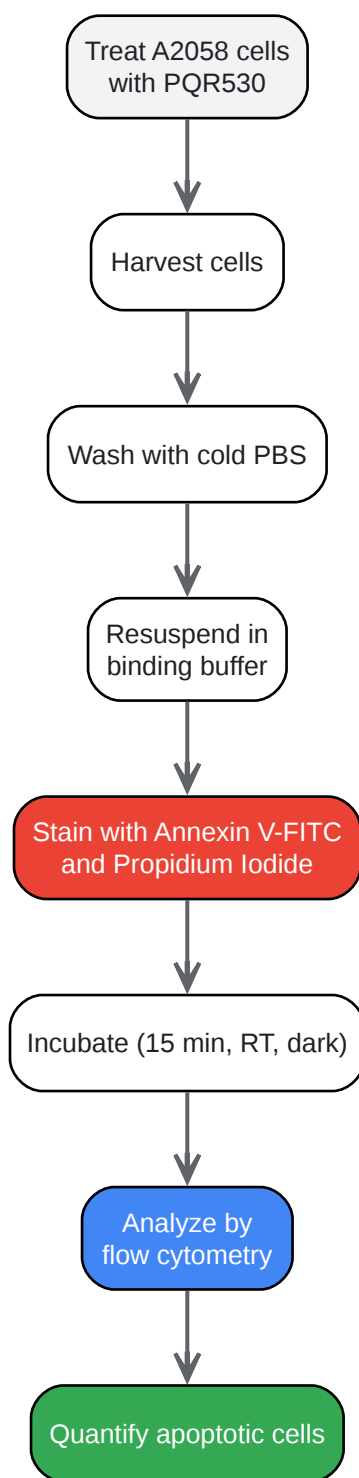 Treat A2058 cells
with PQR530
Harvest cells
Wash with cold PBS
Resuspend in
binding buffer
Stain with Annexin V-FITC
and Propidium Iodide
Incubate (15 min, RT, dark)
Analyze by
flow cytometry
Quantify apoptotic cells